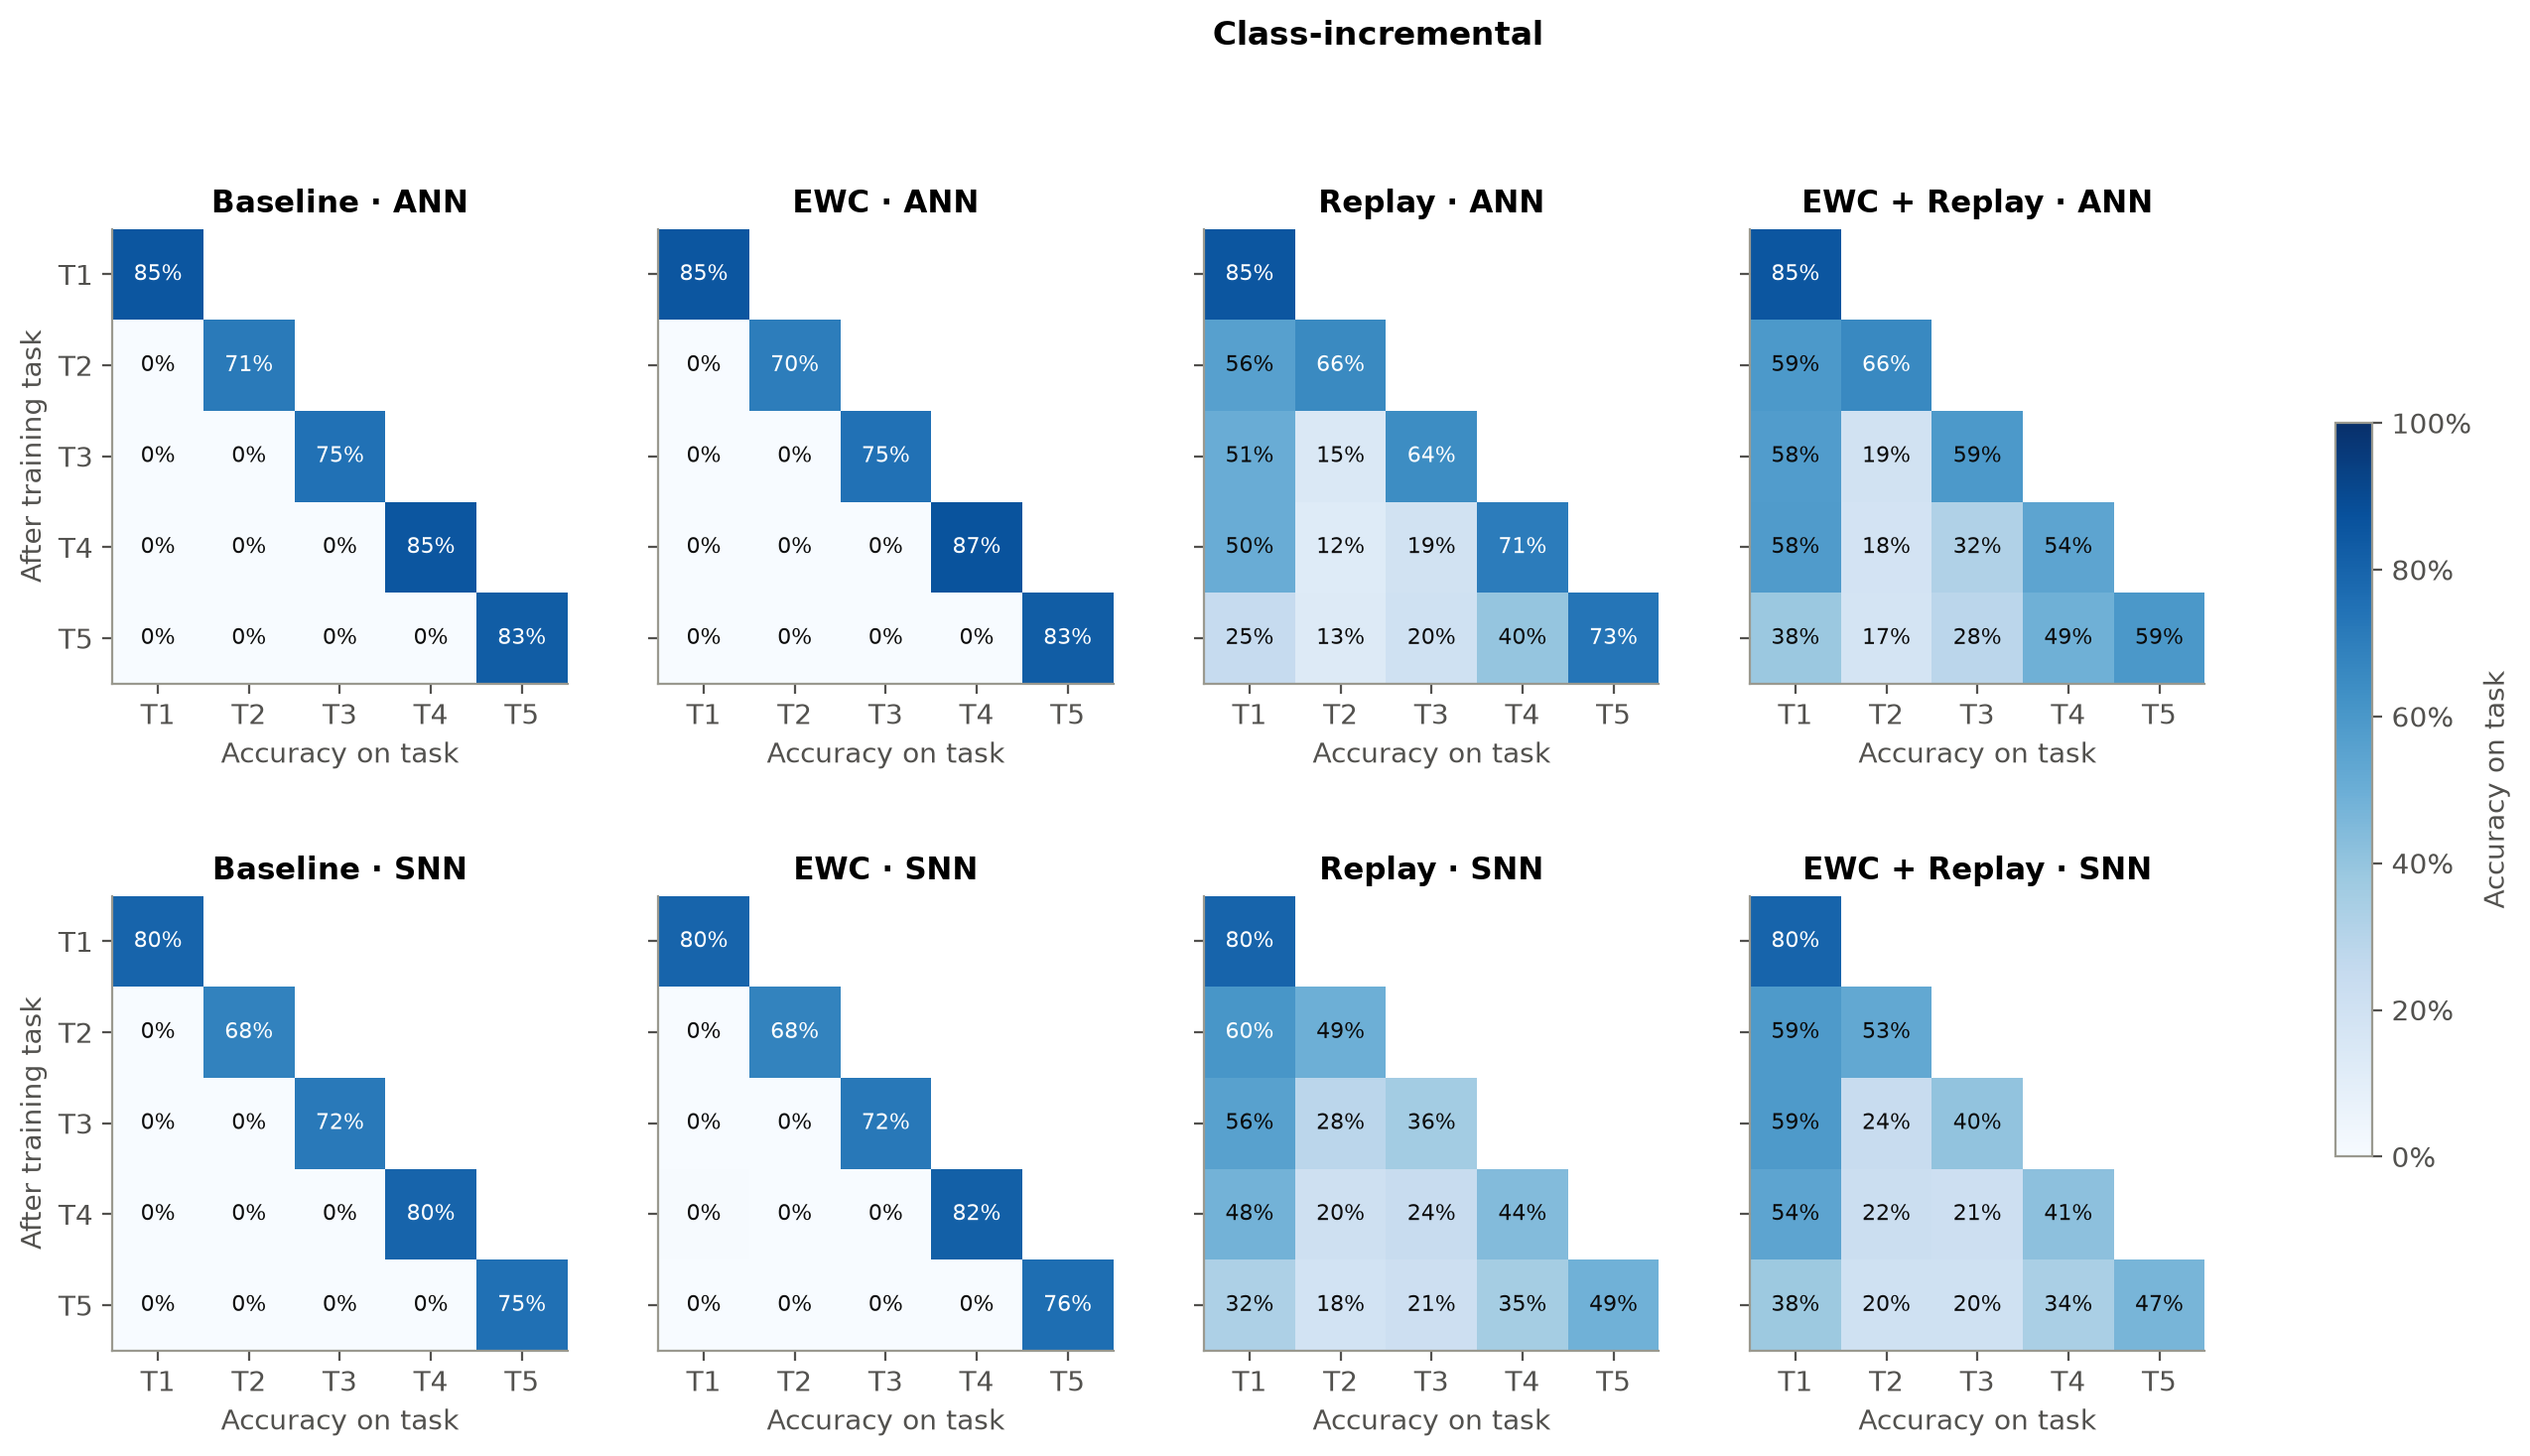 Class-incremental
Baseline · ANN
EWC · ANN
Replay · ANN
EWC + Replay · ANN
After training task
T1 85% 85% 85% 85%
T2 0% 71% 0% 70% 56% 66% 59% 66%
T3 0% 0% 75% 0% 0% 75% 51% 15% 64% 58% 19% 59%
T4 0% 0% 0% 85% 0% 0% 0% 87% 50% 12% 19% 71% 58% 18% 32% 54%
T5 0% 0% 0% 0% 83% 0% 0% 0% 0% 83% 25% 13% 20% 40% 73% 38% 17% 28% 49% 59%
T1 T2 T3 T4 T5 T1 T2 T3 T4 T5 T1 T2 T3 T4 T5 T1 T2 T3 T4 T5
Accuracy on task Accuracy on task Accuracy on task Accuracy on task
Baseline · SNN
EWC · SNN
Replay · SNN
EWC + Replay · SNN
After training task
T1 80% 80% 80% 80%
T2 0% 68% 0% 68% 60% 49% 59% 53%
T3 0% 0% 72% 0% 0% 72% 56% 28% 36% 59% 24% 40%
T4 0% 0% 0% 80% 0% 0% 0% 82% 48% 20% 24% 44% 54% 22% 21% 41%
T5 0% 0% 0% 0% 75% 0% 0% 0% 0% 76% 32% 18% 21% 35% 49% 38% 20% 20% 34% 47%
T1 T2 T3 T4 T5 T1 T2 T3 T4 T5 T1 T2 T3 T4 T5 T1 T2 T3 T4 T5
Accuracy on task Accuracy on task Accuracy on task Accuracy on task
100%
80%
60%
40%
20%
0%
Accuracy on task